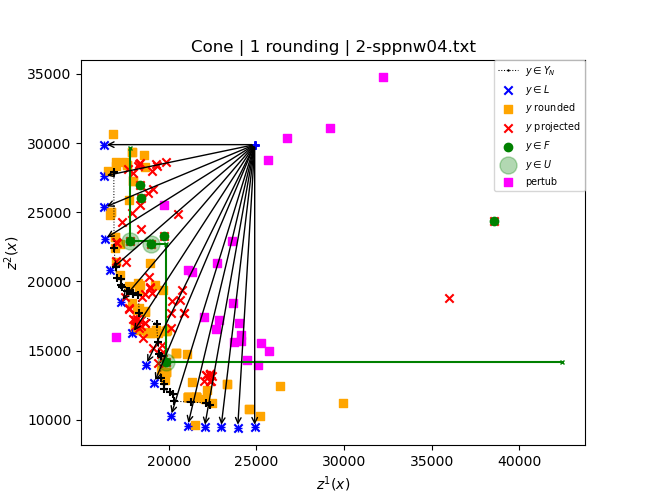 Cone | 1 rounding | 2-sppnw04.txt
35000
30000
25000
20000
15000
10000
z²(x)
20000 25000 30000 35000 40000
z¹(x)
y ∈ Y_N
y ∈ L
y rounded
y projected
y ∈ F
y ∈ U
pertub